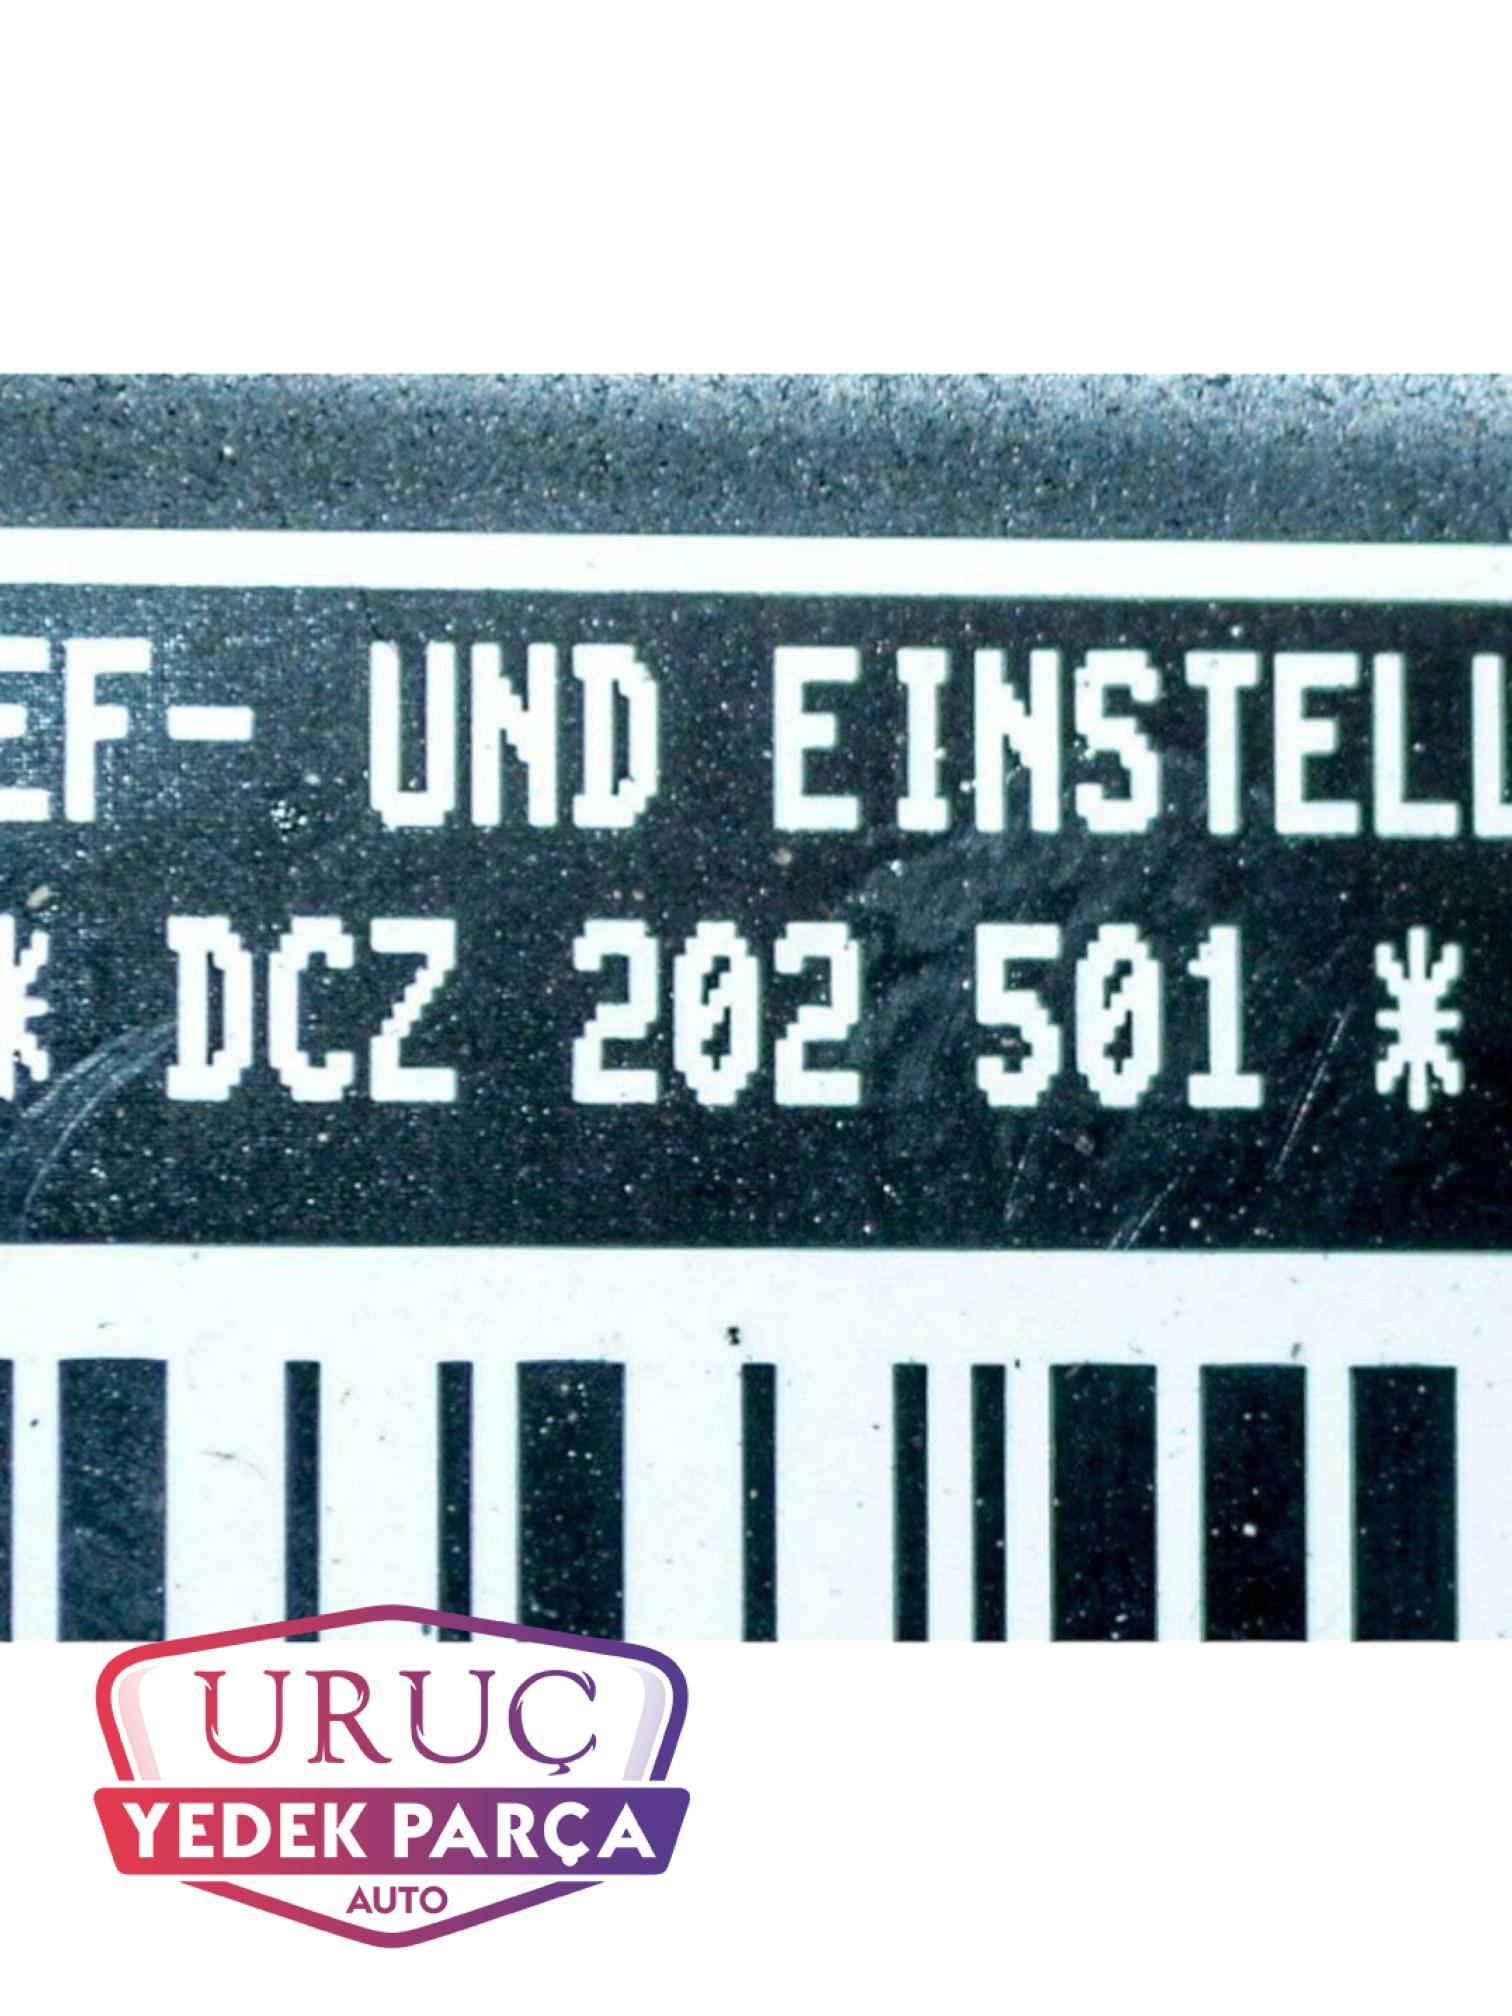 EF- UND EINSTELL
* DCZ 202 501 *
URUÇ
YEDEK PARÇA
AUTO